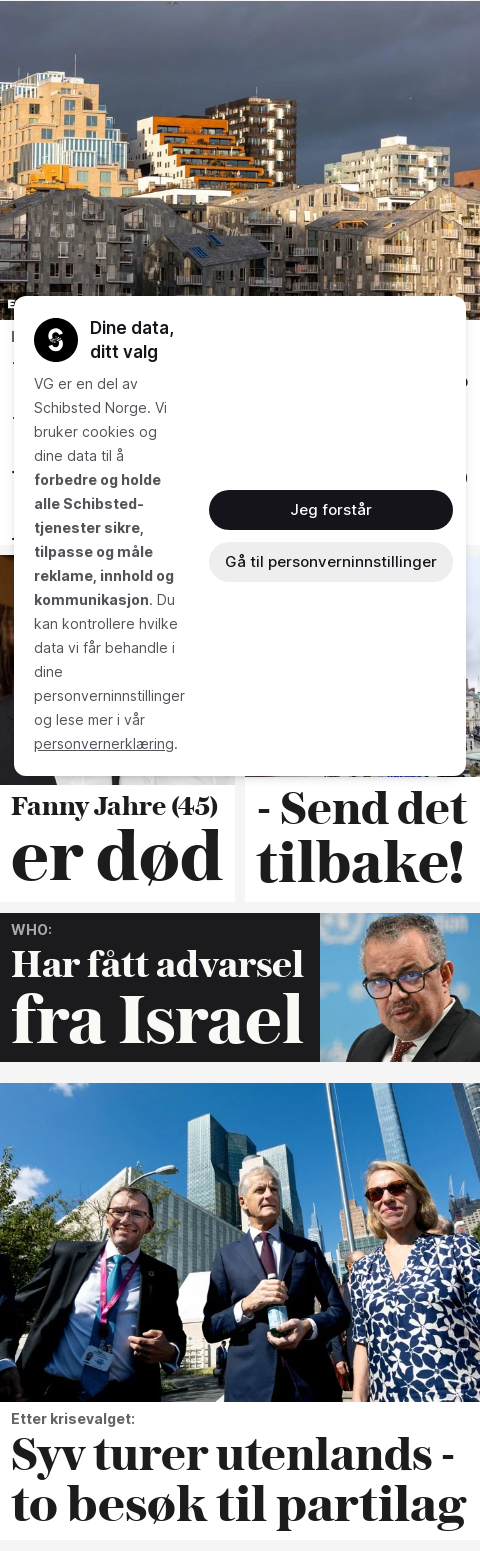 Dine data,
ditt valg
VG er en del av
Schibsted Norge. Vi
bruker cookies og
dine data til å
forbedre og holde
alle Schibsted-
tjenester sikre,
tilpasse og måle
reklame, innhold og
kommunikasjon. Du
kan kontrollere hvilke
data vi får behandle i
dine
personverninnstillinger
og lese mer i vår
personvernerklæring.
Jeg forstår
Gå til personverninnstillinger
Fanny Jahre (45)
er død
- Send det
tilbake!
WHO:
Har fått advarsel
fra Israel
Etter krisevalget:
Syv turer utenlands -
to besøk til partilag